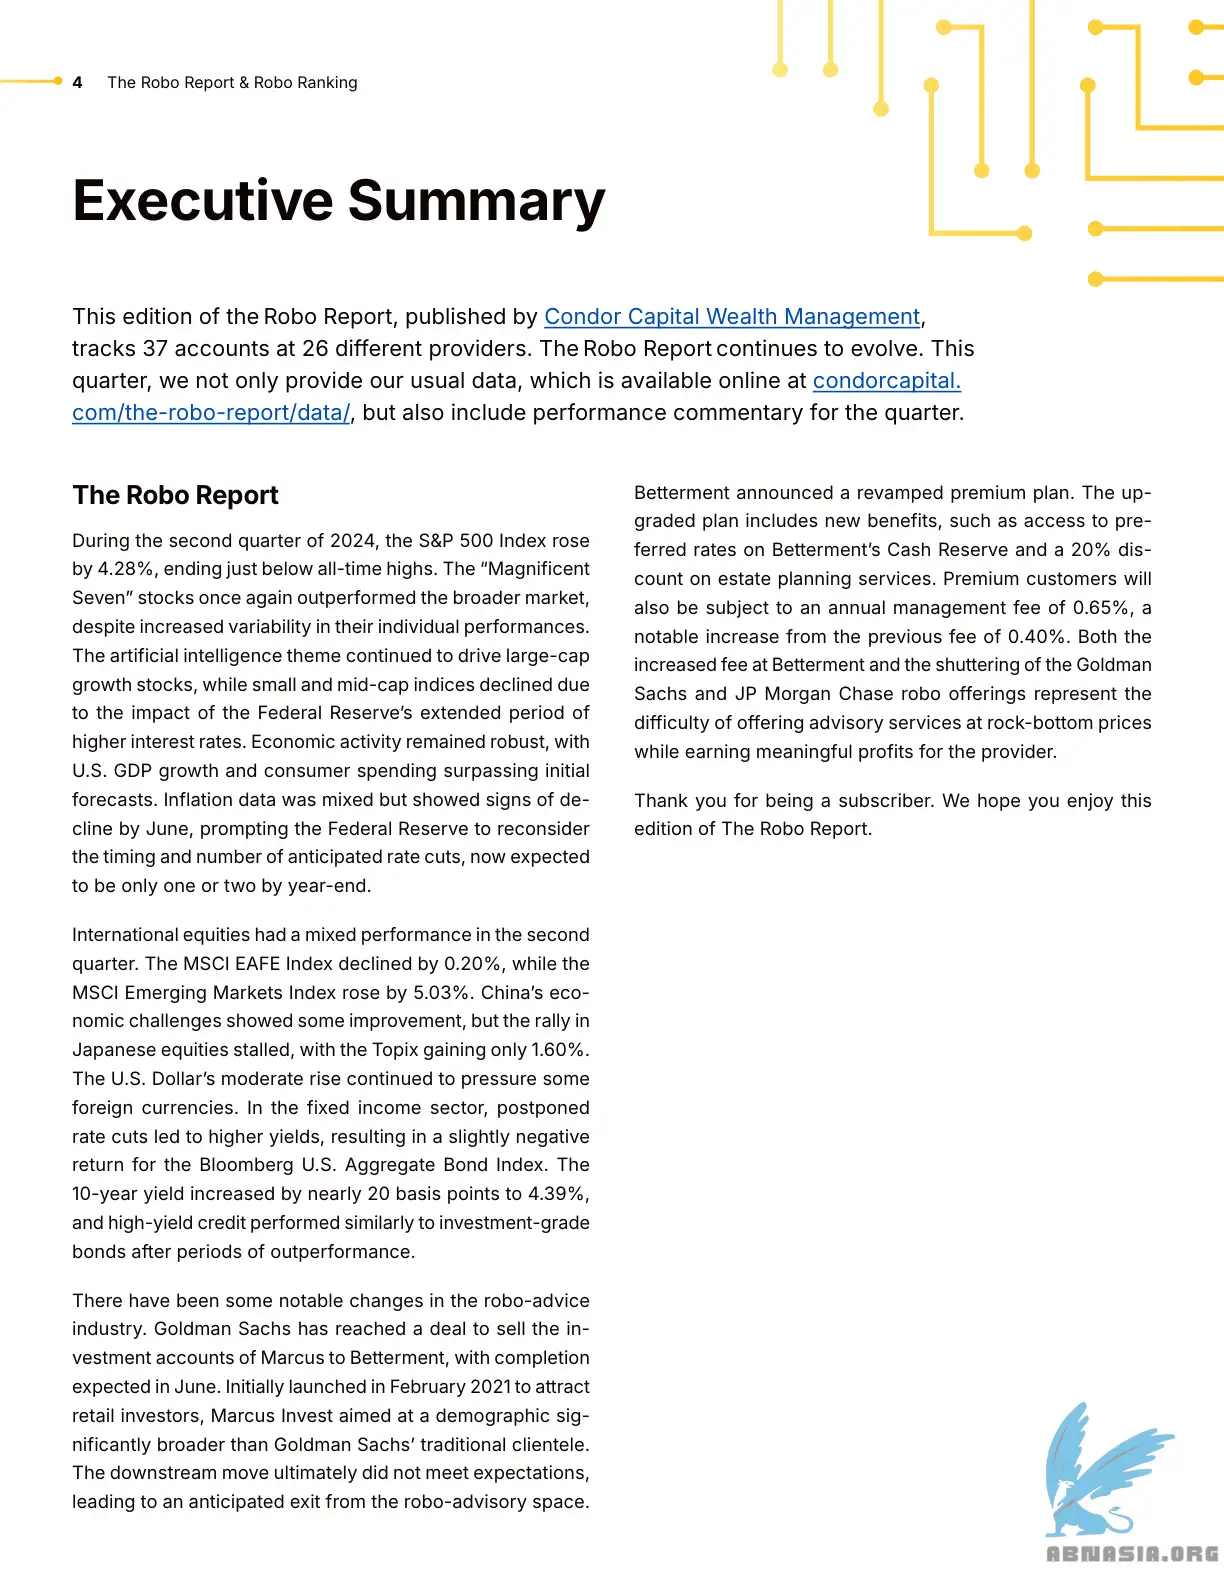 4 The Robo Report & Robo Ranking
Executive Summary
This edition of the Robo Report, published by Condor Capital Wealth Management,
tracks 37 accounts at 26 different providers. The Robo Report continues to evolve. This
quarter, we not only provide our usual data, which is available online at condorcapital.
com/the-robo-report/data/, but also include performance commentary for the quarter.
The Robo Report
During the second quarter of 2024, the S&P 500 Index rose
by 4.28%, ending just below all-time highs. The “Magnificent
Seven” stocks once again outperformed the broader market,
despite increased variability in their individual performances.
The artificial intelligence theme continued to drive large-cap
growth stocks, while small and mid-cap indices declined due
to the impact of the Federal Reserve’s extended period of
higher interest rates. Economic activity remained robust, with
U.S. GDP growth and consumer spending surpassing initial
forecasts. Inflation data was mixed but showed signs of de-
cline by June, prompting the Federal Reserve to reconsider
the timing and number of anticipated rate cuts, now expected
to be only one or two by year-end.
International equities had a mixed performance in the second
quarter. The MSCI EAFE Index declined by 0.20%, while the
MSCI Emerging Markets Index rose by 5.03%. China’s eco-
nomic challenges showed some improvement, but the rally in
Japanese equities stalled, with the Topix gaining only 1.60%.
The U.S. Dollar’s moderate rise continued to pressure some
foreign currencies. In the fixed income sector, postponed
rate cuts led to higher yields, resulting in a slightly negative
return for the Bloomberg U.S. Aggregate Bond Index. The
10-year yield increased by nearly 20 basis points to 4.39%,
and high-yield credit performed similarly to investment-grade
bonds after periods of outperformance.
There have been some notable changes in the robo-advice
industry. Goldman Sachs has reached a deal to sell the in-
vestment accounts of Marcus to Betterment, with completion
expected in June. Initially launched in February 2021 to attract
retail investors, Marcus Invest aimed at a demographic sig-
nificantly broader than Goldman Sachs’ traditional clientele.
The downstream move ultimately did not meet expectations,
leading to an anticipated exit from the robo-advisory space.
Betterment announced a revamped premium plan. The up-
graded plan includes new benefits, such as access to pre-
ferred rates on Betterment’s Cash Reserve and a 20% dis-
count on estate planning services. Premium customers will
also be subject to an annual management fee of 0.65%, a
notable increase from the previous fee of 0.40%. Both the
increased fee at Betterment and the shuttering of the Goldman
Sachs and JP Morgan Chase robo offerings represent the
difficulty of offering advisory services at rock-bottom prices
while earning meaningful profits for the provider.
Thank you for being a subscriber. We hope you enjoy this
edition of The Robo Report.
ABNASIA.ORG